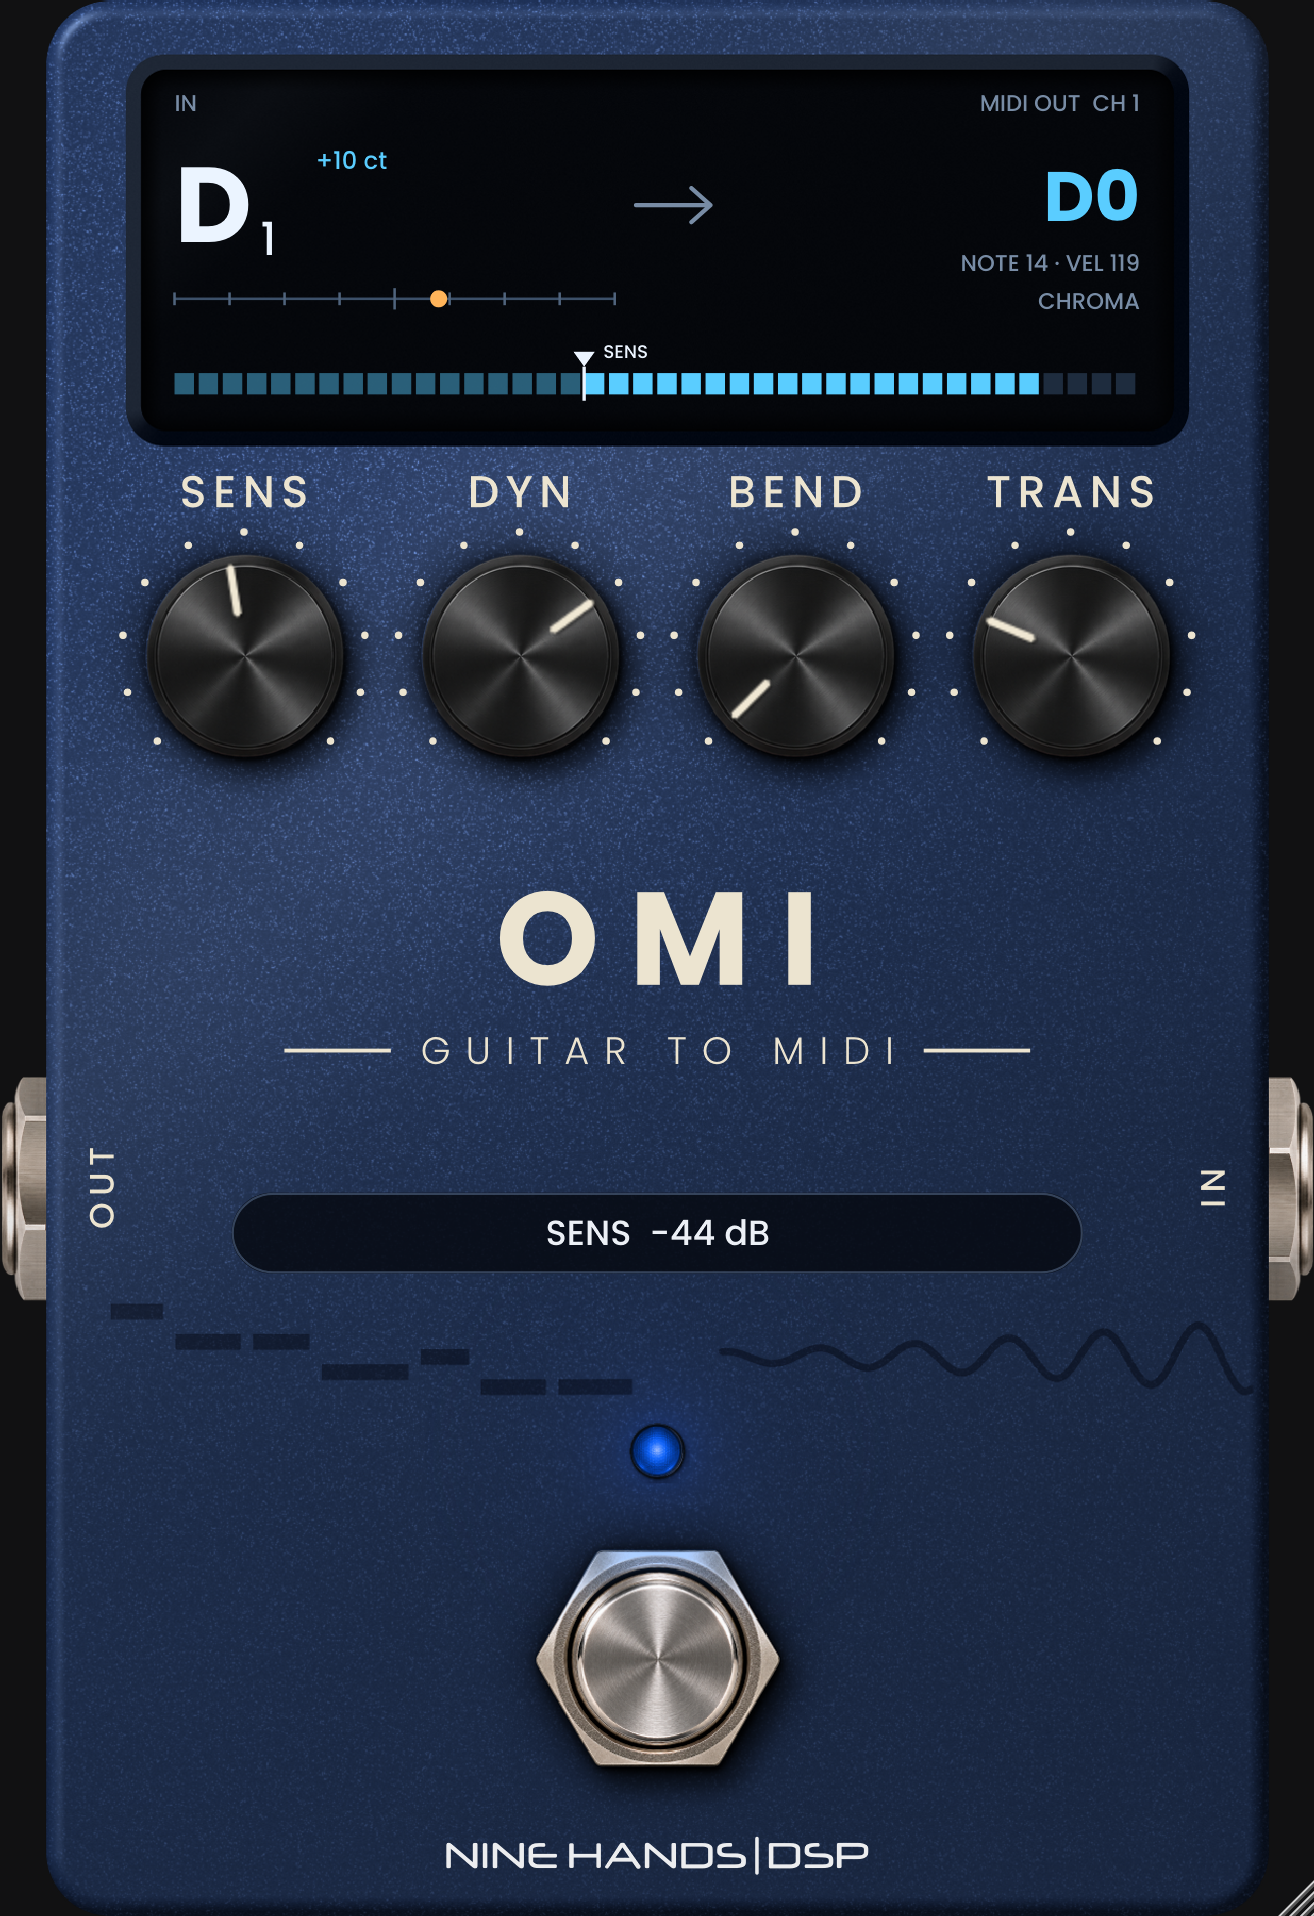 IN
MIDI OUT CH 1
D1
+10 ct
→
D0
NOTE 14 · VEL 119
CHROMA
SENS
SENS DYN BEND TRANS
OMI
GUITAR TO MIDI
OUT
IN
SENS -44 dB
NINE HANDS|DSP